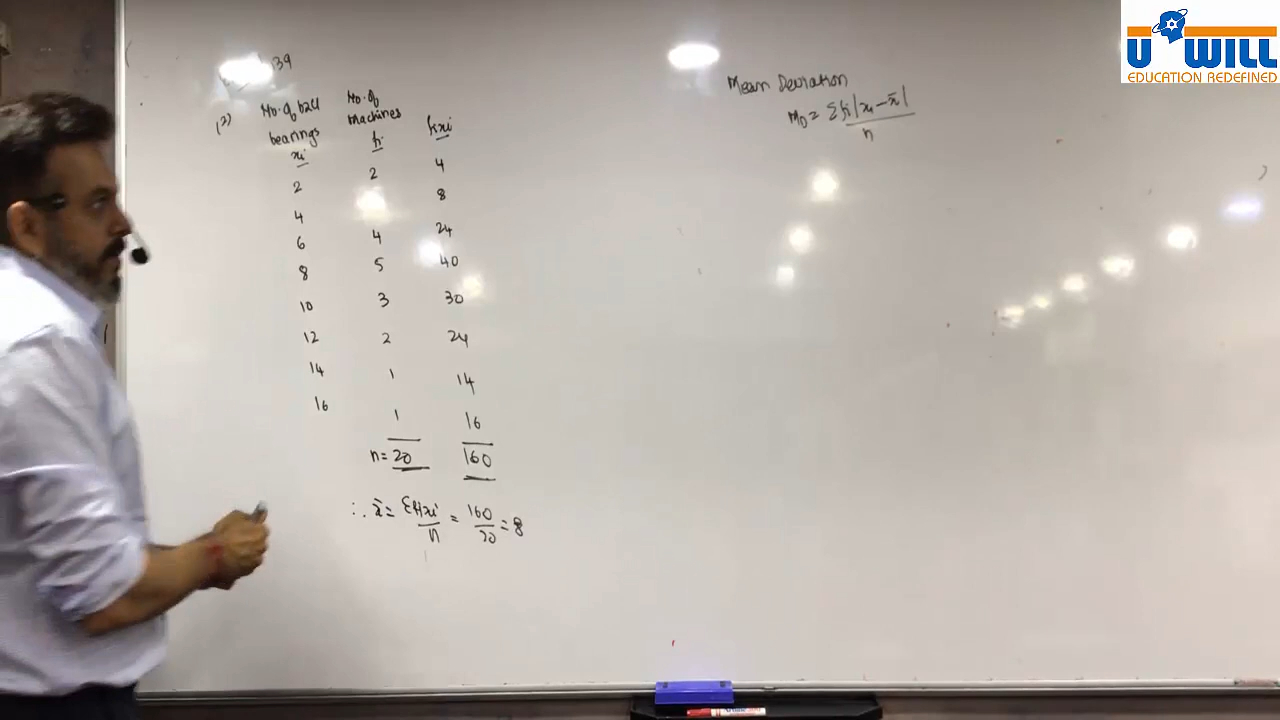 39
(2)
No. of ball bearings xi
No. of machines fi
fixi
2 2 4
4 8
6 4 24
8 5 40
10 3 30
12 2 24
14 1 14
16 1 16
n = 20 160
∴ x̄ = Σfixi/n = 160/20 = 8
Mean Deviation
MD = Σfi|xi - x̄|/n
U WILL
EDUCATION REDEFINED